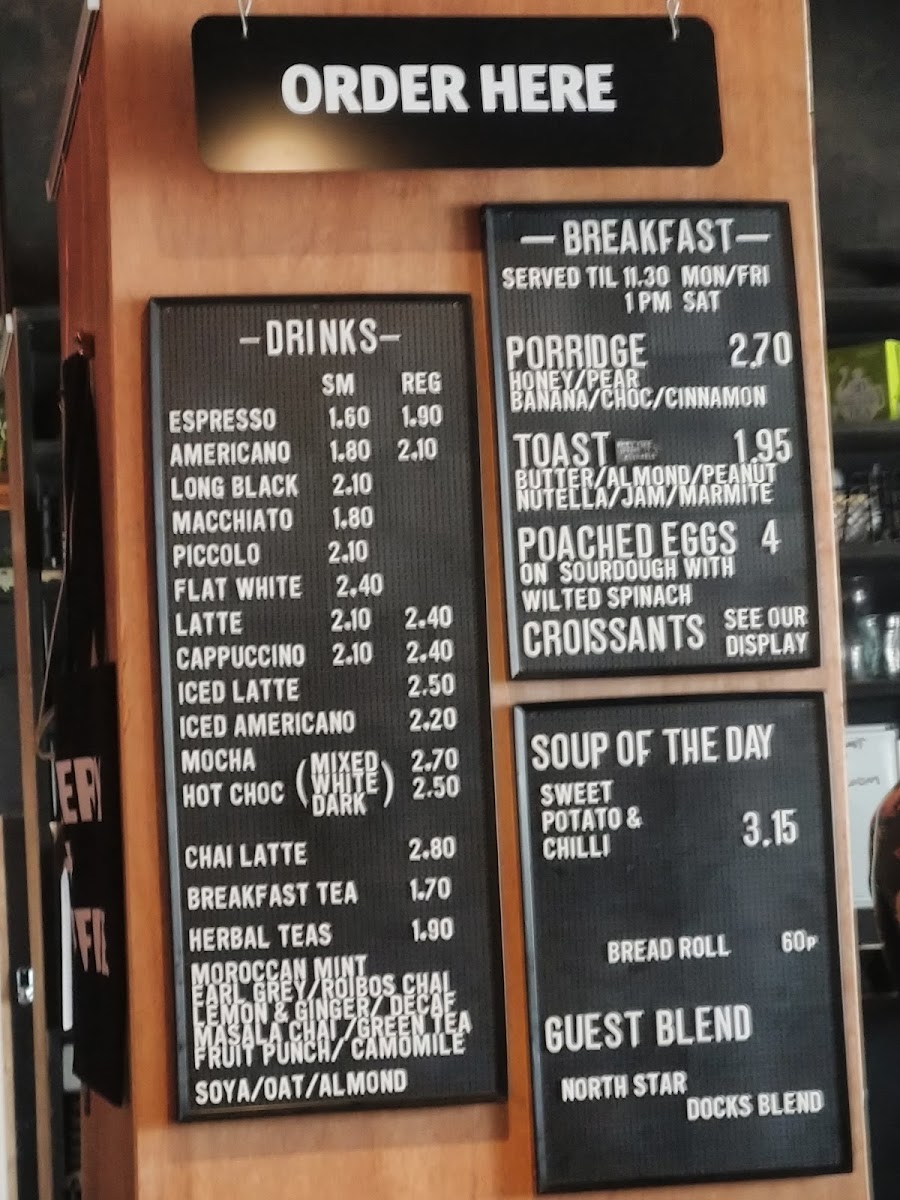 ORDER HERE
—DRINKS—
SM REG
ESPRESSO 1.60 1.90
AMERICANO 1.80 2.10
LONG BLACK 2.10
MACCHIATO 1.80
PICCOLO 2.10
FLAT WHITE 2.40
LATTE 2.10 2.40
CAPPUCCINO 2.10 2.40
ICED LATTE 2.50
ICED AMERICANO 2.20
MOCHA 2.70
HOT CHOC 2.50
(MIXED
WHITE
DARK)
CHAI LATTE 2.80
BREAKFAST TEA 1.70
HERBAL TEAS 1.90
MOROCCAN MINT
EARL GREY/ROIBOS CHAI
LEMON & GINGER/ DECAF
MASALA CHAI /GREEN TEA
FRUIT PUNCH/ CAMOMILE
SOYA/OAT/ALMOND
—BREAKFAST—
SERVED TIL 11.30 MON/FRI
1 PM SAT
PORRIDGE 2.70
HONEY/PEAR
BANANA/CHOC/CINNAMON
TOAST 1.95
BUTTER/ALMOND/PEANUT
NUTELLA/JAM/MARMITE
POACHED EGGS 4
ON SOURDOUGH WITH
WILTED SPINACH
CROISSANTS SEE OUR
DISPLAY
SOUP OF THE DAY
SWEET
POTATO &
CHILLI 3.15
BREAD ROLL 60P
GUEST BLEND
NORTH STAR
DOCKS BLEND